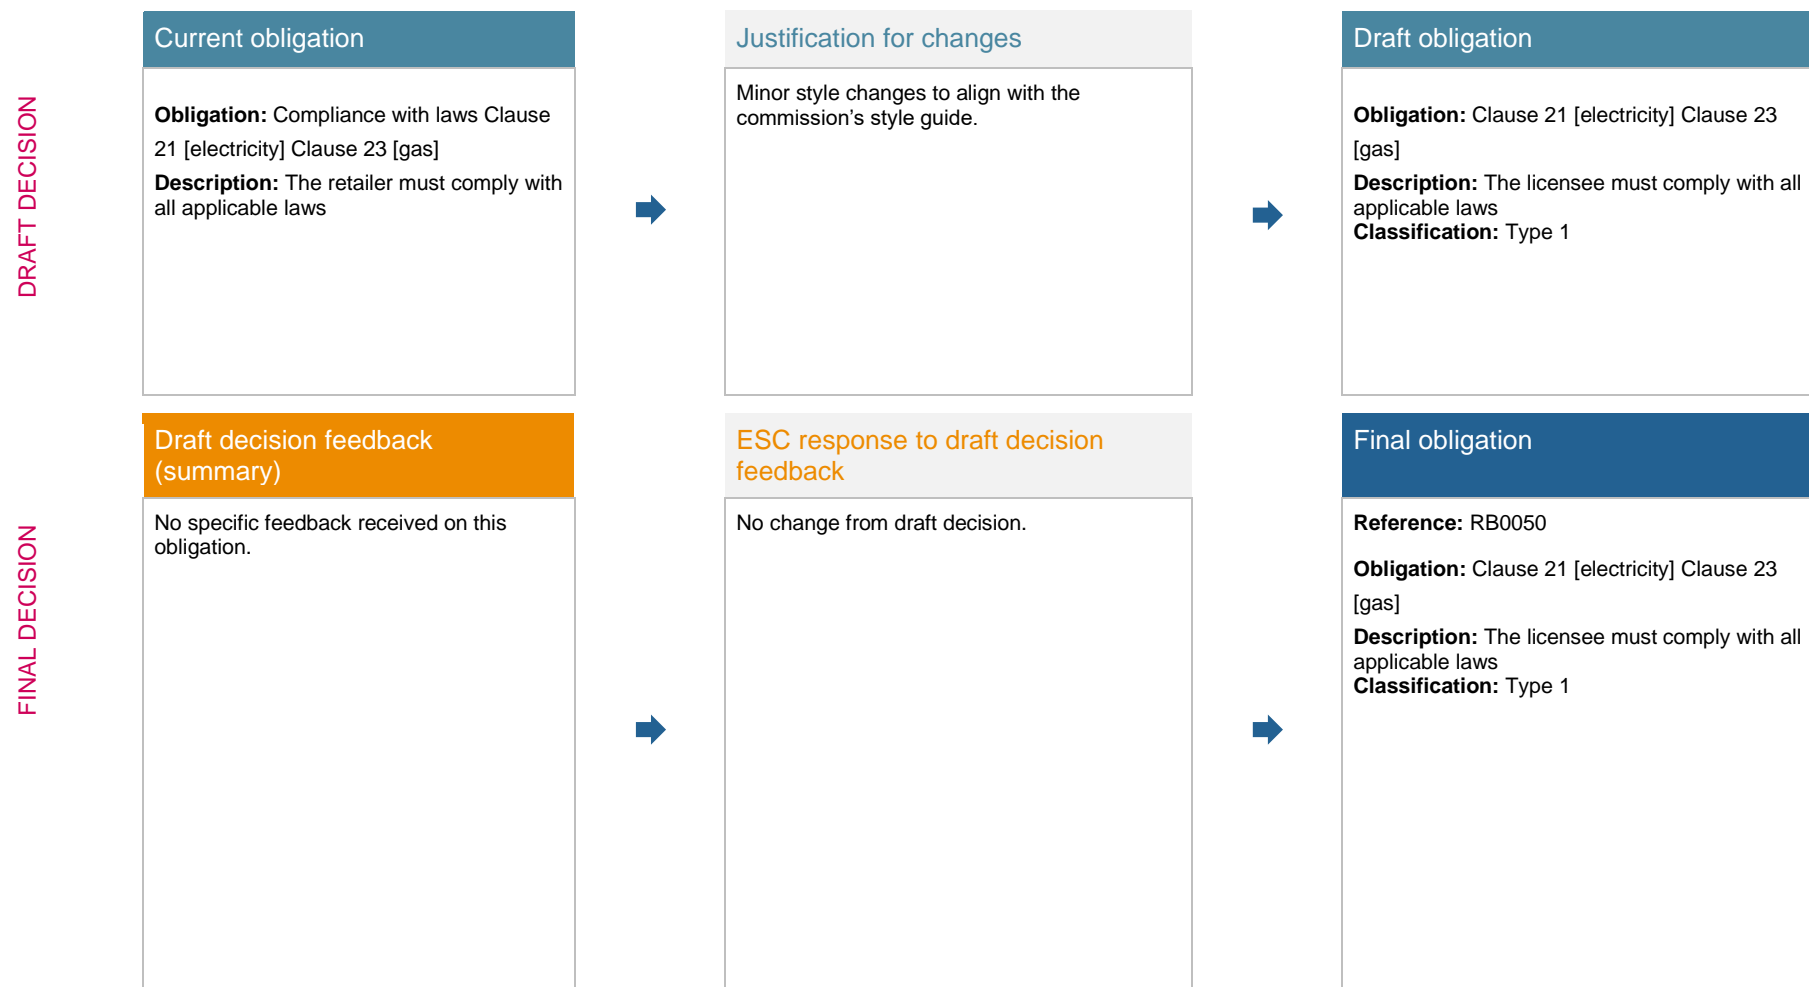 DRAFT DECISION
Current obligation
Obligation: Compliance with laws Clause
21 [electricity] Clause 23 [gas]
Description: The retailer must comply with
all applicable laws
Justification for changes
Minor style changes to align with the
commission’s style guide.
Draft obligation
Obligation: Clause 21 [electricity] Clause 23
[gas]
Description: The licensee must comply with all
applicable laws
Classification: Type 1
FINAL DECISION
Draft decision feedback
(summary)
No specific feedback received on this
obligation.
ESC response to draft decision
feedback
No change from draft decision.
Final obligation
Reference: RB0050
Obligation: Clause 21 [electricity] Clause 23
[gas]
Description: The licensee must comply with all
applicable laws
Classification: Type 1